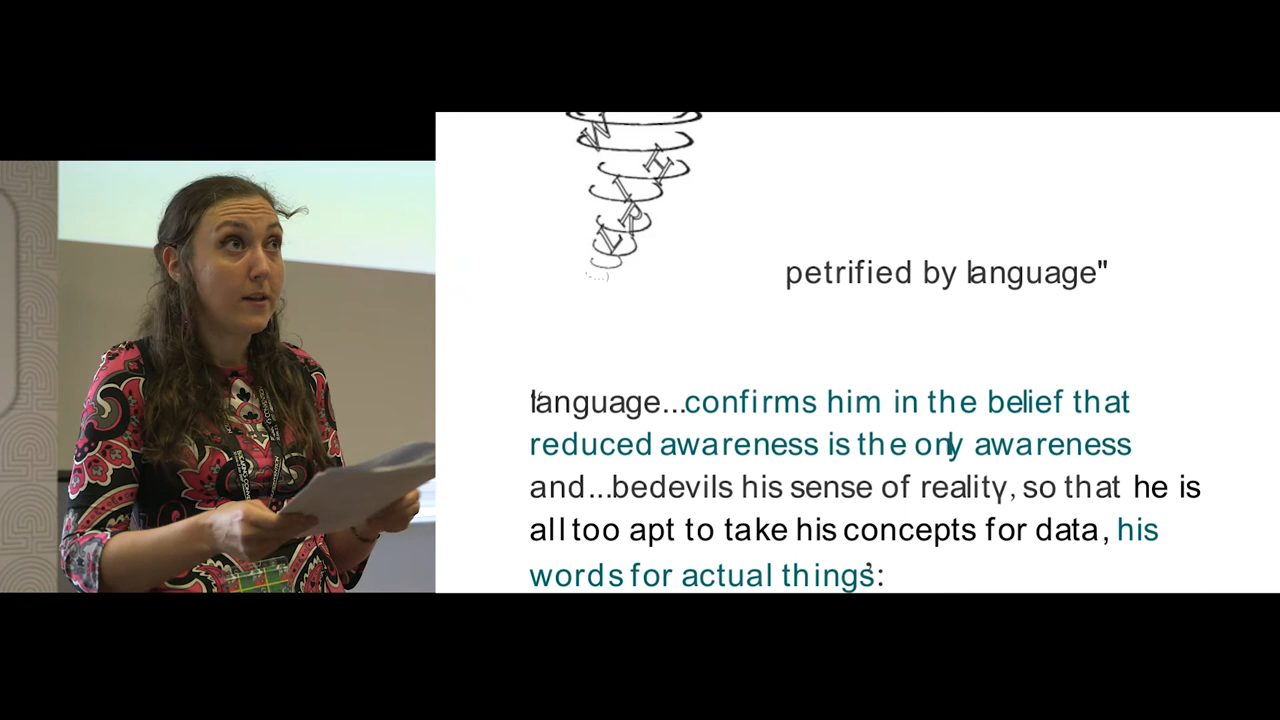 WHIRL
petrified by language"
'language...confirms him in the belief that
reduced awareness is the only awareness
and...bedevils his sense of reality, so that he is
all too apt to take his concepts for data, his
words for actual things':